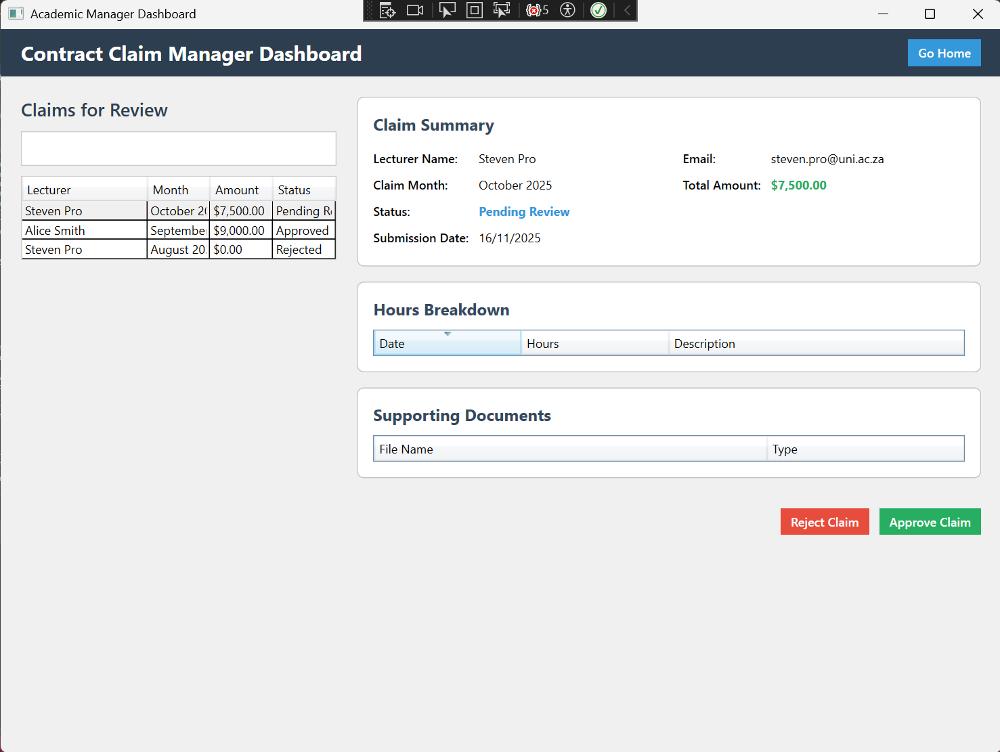 Academic Manager Dashboard
5
Contract Claim Manager Dashboard
Go Home
Claims for Review
Lecturer Month Amount Status
Steven Pro October 20 $7,500.00 Pending Re
Alice Smith September $9,000.00 Approved
Steven Pro August 202 $0.00 Rejected
Claim Summary
Lecturer Name: Steven Pro Email: steven.pro@uni.ac.za
Claim Month: October 2025 Total Amount: $7,500.00
Status: Pending Review
Submission Date: 16/11/2025
Hours Breakdown
Date Hours Description
Supporting Documents
File Name Type
Reject Claim Approve Claim